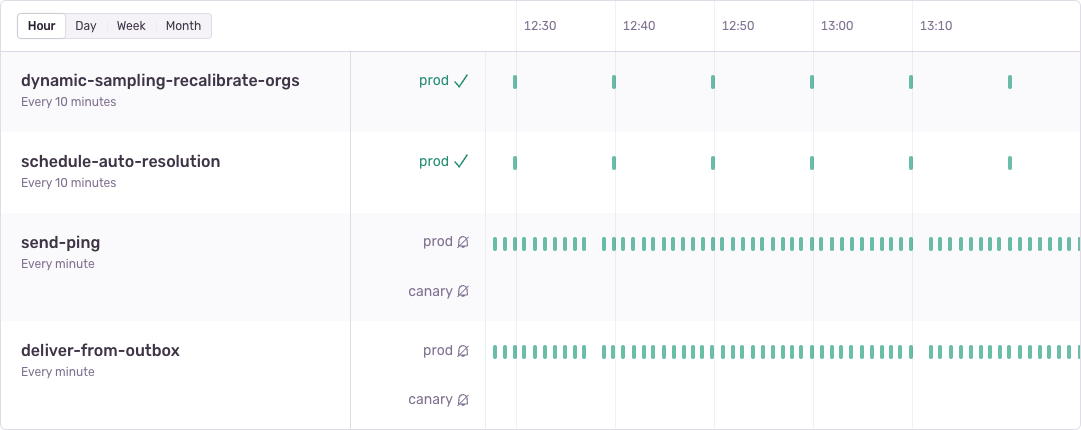 Hour Day Week Month 12:30 12:40 12:50 13:00 13:10
dynamic-sampling-recalibrate-orgs prod
Every 10 minutes
schedule-auto-resolution prod
Every 10 minutes
send-ping prod
Every minute
canary
deliver-from-outbox prod
Every minute
canary